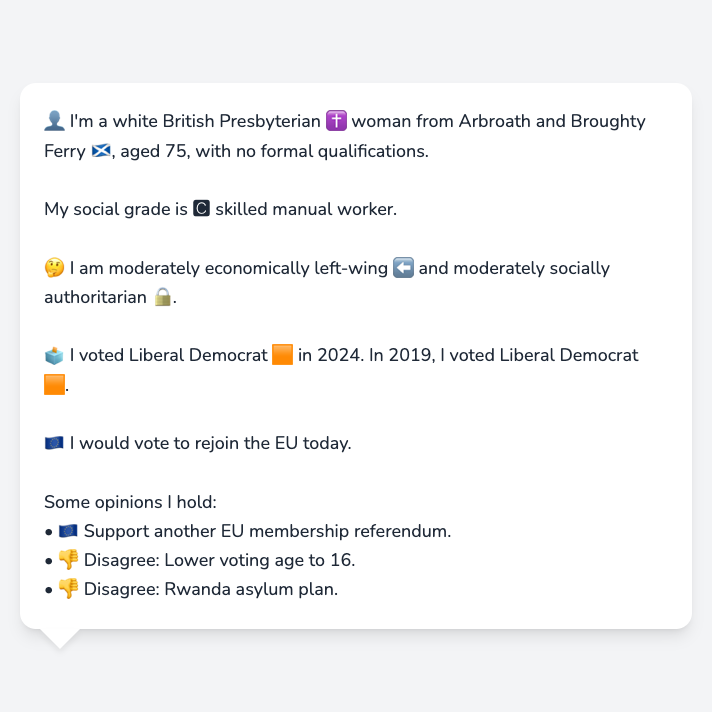 👤 I'm a white British Presbyterian ✝️ woman from Arbroath and Broughty
Ferry 🏴󠁧󠁢󠁳󠁣󠁴󠁿, aged 75, with no formal qualifications.
My social grade is 🅲 skilled manual worker.
🤔 I am moderately economically left-wing ⬅️ and moderately socially
authoritarian 🔒.
🗳️ I voted Liberal Democrat 🟧 in 2024. In 2019, I voted Liberal Democrat
🟧.
🇪🇺 I would vote to rejoin the EU today.
Some opinions I hold:
• 🇪🇺 Support another EU membership referendum.
• 👎 Disagree: Lower voting age to 16.
• 👎 Disagree: Rwanda asylum plan.